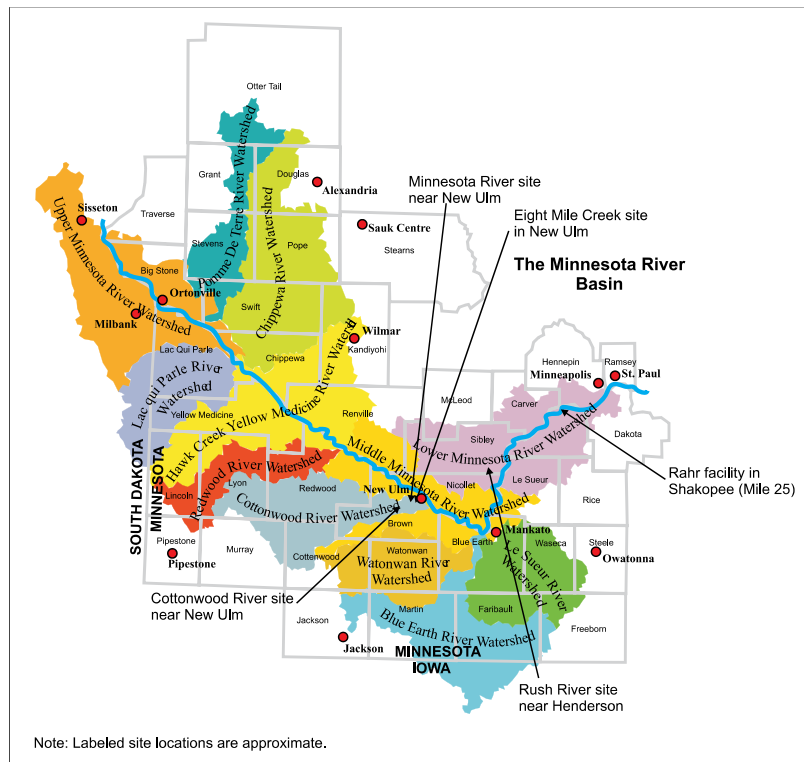 Otter Tail
Grant
Douglas
Alexandria
Minnesota River site
near New Ulm
Eight Mile Creek site
in New Ulm
Sisseton
Traverse
Sauk Centre
Stearns
Stevens
Pope
Pomme De Terre River Watershed
Chippewa River Watershed
The Minnesota River
Basin
Upper Minnesota River Watershed
Big Stone
Ortonville
Swift
Milbank
Wilmar
Kandiyohi
Lac Qui Parle
Chippewa
Hennepin
Ramsey
Minneapolis
St. Paul
Lac qui Parle River
Watershed
McLeod
Carver
Dakota
Yellow Medicine
Hawk Creek Yellow Medicine River Watershed
Renville
Sibley
Lower Minnesota River Watershed
Middle Minnesota River Watershed
Rahr facility in
Shakopee (Mile 25)
Redwood River Watershed
Lyon
Lincoln
Redwood
New Ulm
Nicollet
Le Sueur
Rice
SOUTH DAKOTA
MINNESOTA
Cottonwood River Watershed
Brown
Pipestone
Pipestone
Murray
Cottonwood
Watonwan
Watonwan River
Watershed
Blue Earth
Mankato
Waseca
Le Sueur River
Watershed
Steele
Owatonna
Cottonwood River site
near New Ulm
Martin
Faribault
Freeborn
Jackson
Jackson
Blue Earth River Watershed
MINNESOTA
IOWA
Rush River site
near Henderson
Note: Labeled site locations are approximate.